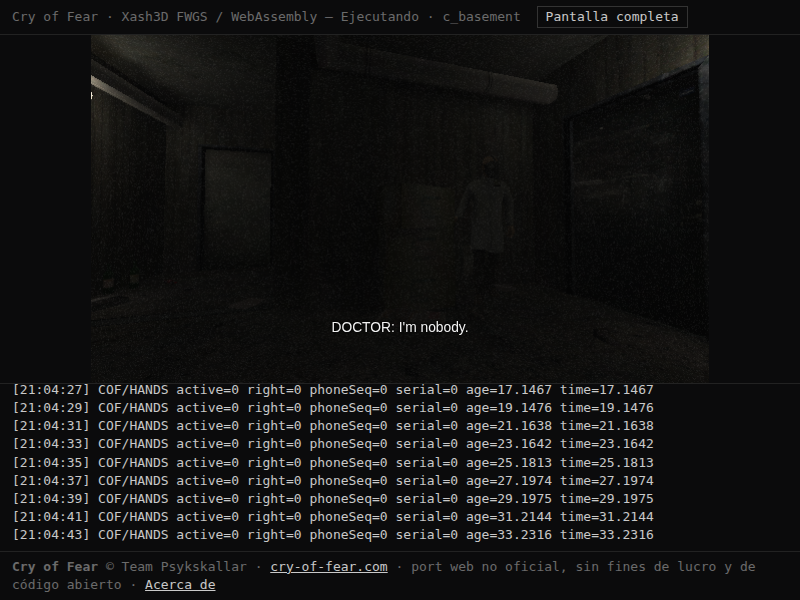 Cry of Fear · Xash3D FWGS / WebAssembly — Ejecutando · c_basement
Pantalla completa
DOCTOR: I'm nobody.
[21:04:27] COF/HANDS active=0 right=0 phoneSeq=0 serial=0 age=17.1467 time=17.1467
[21:04:29] COF/HANDS active=0 right=0 phoneSeq=0 serial=0 age=19.1476 time=19.1476
[21:04:31] COF/HANDS active=0 right=0 phoneSeq=0 serial=0 age=21.1638 time=21.1638
[21:04:33] COF/HANDS active=0 right=0 phoneSeq=0 serial=0 age=23.1642 time=23.1642
[21:04:35] COF/HANDS active=0 right=0 phoneSeq=0 serial=0 age=25.1813 time=25.1813
[21:04:37] COF/HANDS active=0 right=0 phoneSeq=0 serial=0 age=27.1974 time=27.1974
[21:04:39] COF/HANDS active=0 right=0 phoneSeq=0 serial=0 age=29.1975 time=29.1975
[21:04:41] COF/HANDS active=0 right=0 phoneSeq=0 serial=0 age=31.2144 time=31.2144
[21:04:43] COF/HANDS active=0 right=0 phoneSeq=0 serial=0 age=33.2316 time=33.2316
Cry of Fear © Team Psykskallar · cry-of-fear.com · port web no oficial, sin fines de lucro y de
código abierto · Acerca de